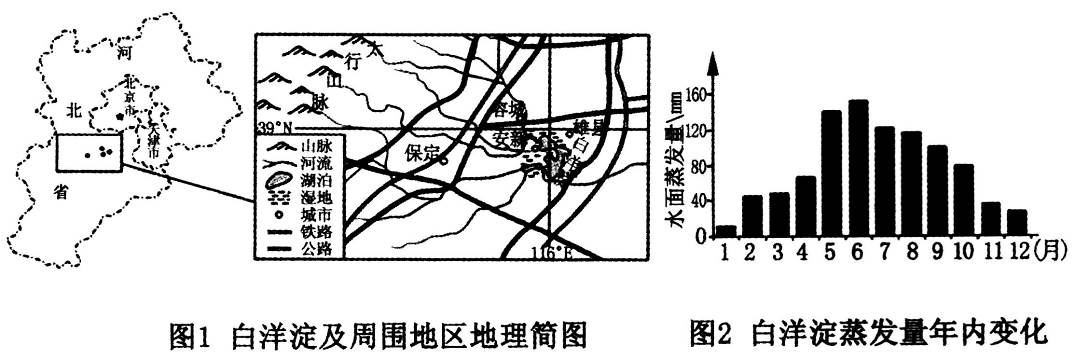 河
北
省
北京市
天津市
太
行
山
脉
39°N
容城
安新
雄县
白洋淀
保定
116°E
山脉
河流
湖泊
湿地
城市
铁路
公路
水面蒸发量\mm
160
120
80
40
0
1 2 3 4 5 6 7 8 9 10 11 12(月)
图1 白洋淀及周围地区地理简图
图2 白洋淀蒸发量年内变化